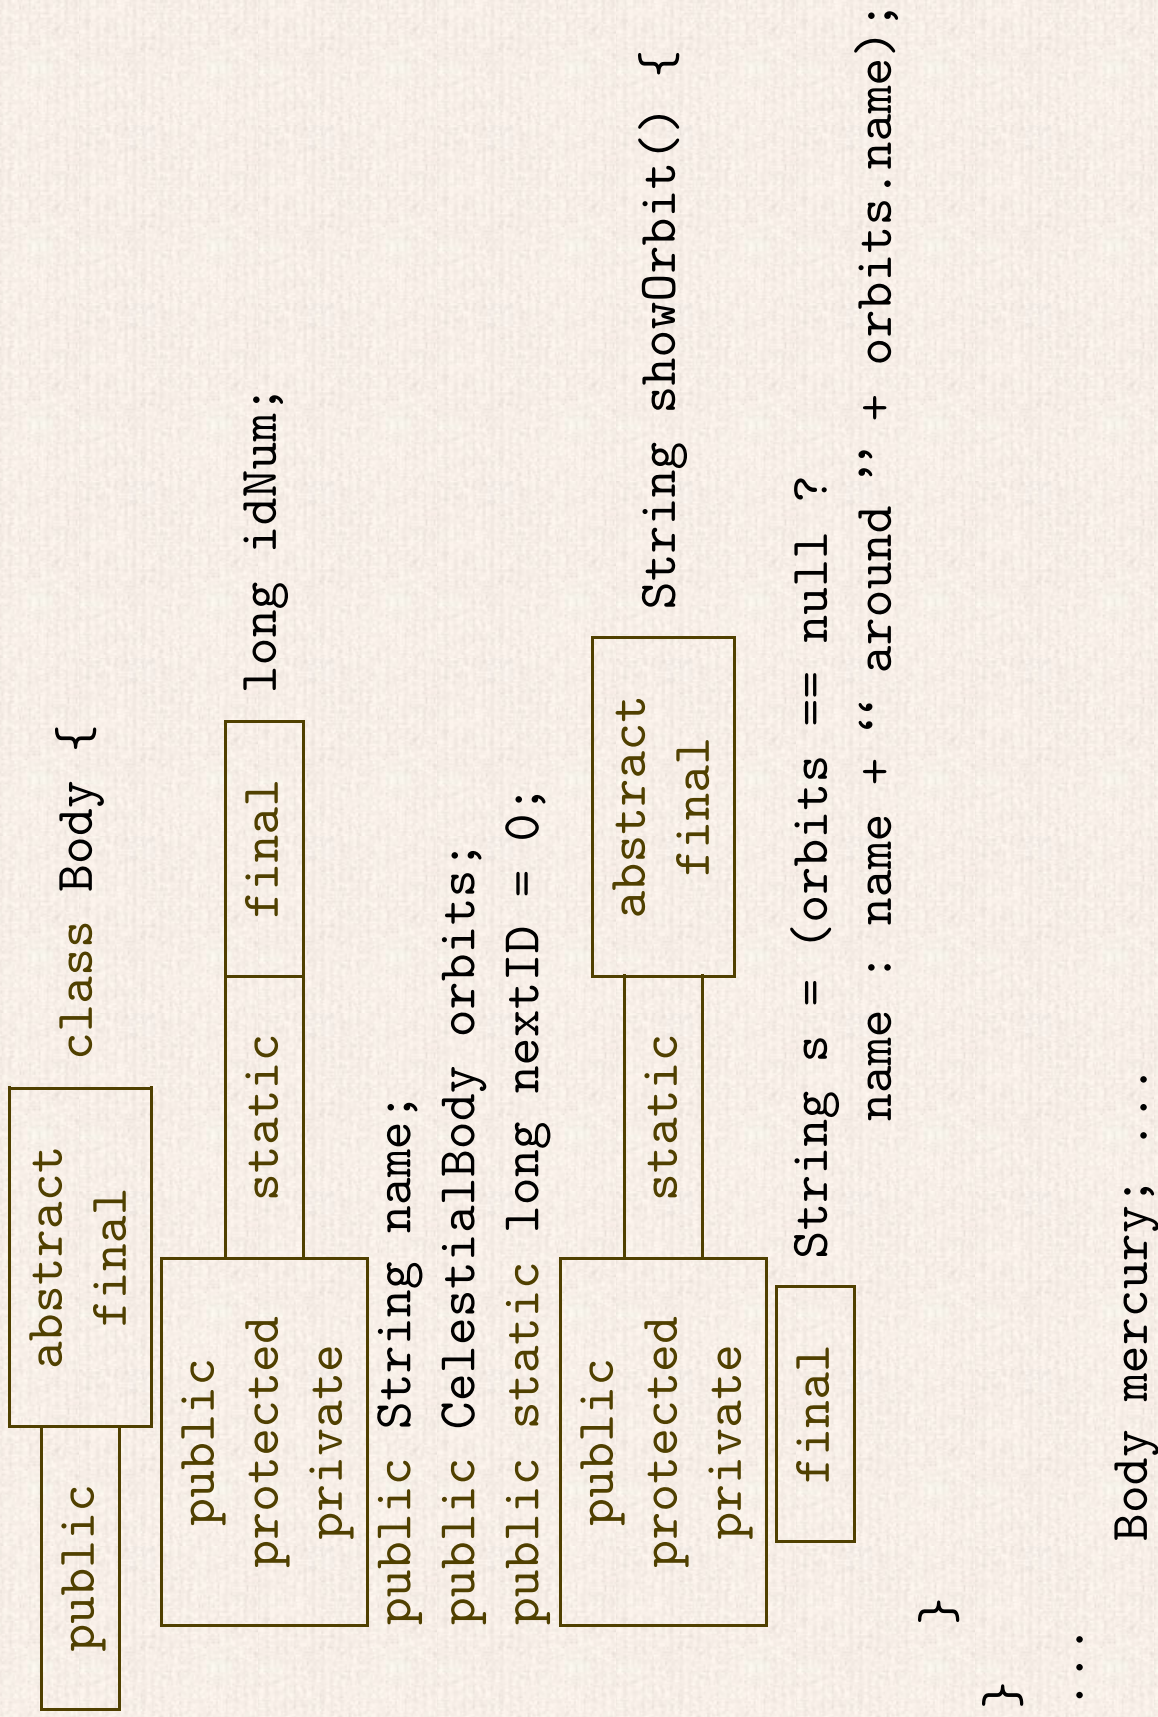 abstract
public class Body {
final
public
protected static final long idNum;
private
public String name;
public CelestialBody orbits;
public static long nextID = 0;
public abstract
protected static String showOrbit() {
private final
final String s = (orbits == null ?
name : name + “ around ” + orbits.name);
}
}
...
Body mercury; ...